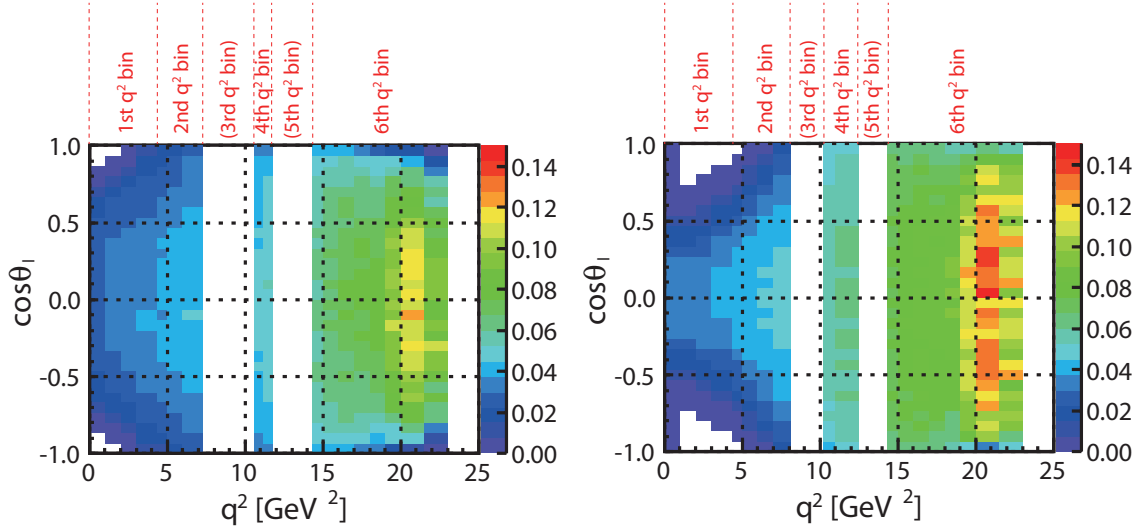 1st q² bin
2nd q² bin
(3rd q² bin)
4th q² bin
(5th q² bin)
6th q² bin
1.0
0.5
0.0
-0.5
-1.0
cosθl
0 5 10 15 20 25
q² [GeV ²]
0.14
0.12
0.10
0.08
0.06
0.04
0.02
0.00
1st q² bin
2nd q² bin
(3rd q² bin)
4th q² bin
(5th q² bin)
6th q² bin
1.0
0.5
0.0
-0.5
-1.0
cosθl
0 5 10 15 20 25
q² [GeV ²]
0.14
0.12
0.10
0.08
0.06
0.04
0.02
0.00